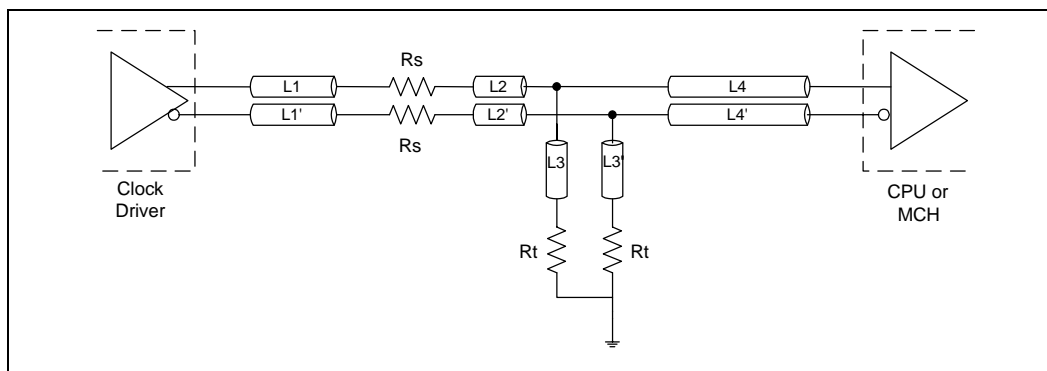 Rs
L1
L2
L4
L1'
L2'
L4'
Rs
L3
L3'
Clock
Driver
CPU or
MCH
Rt
Rt